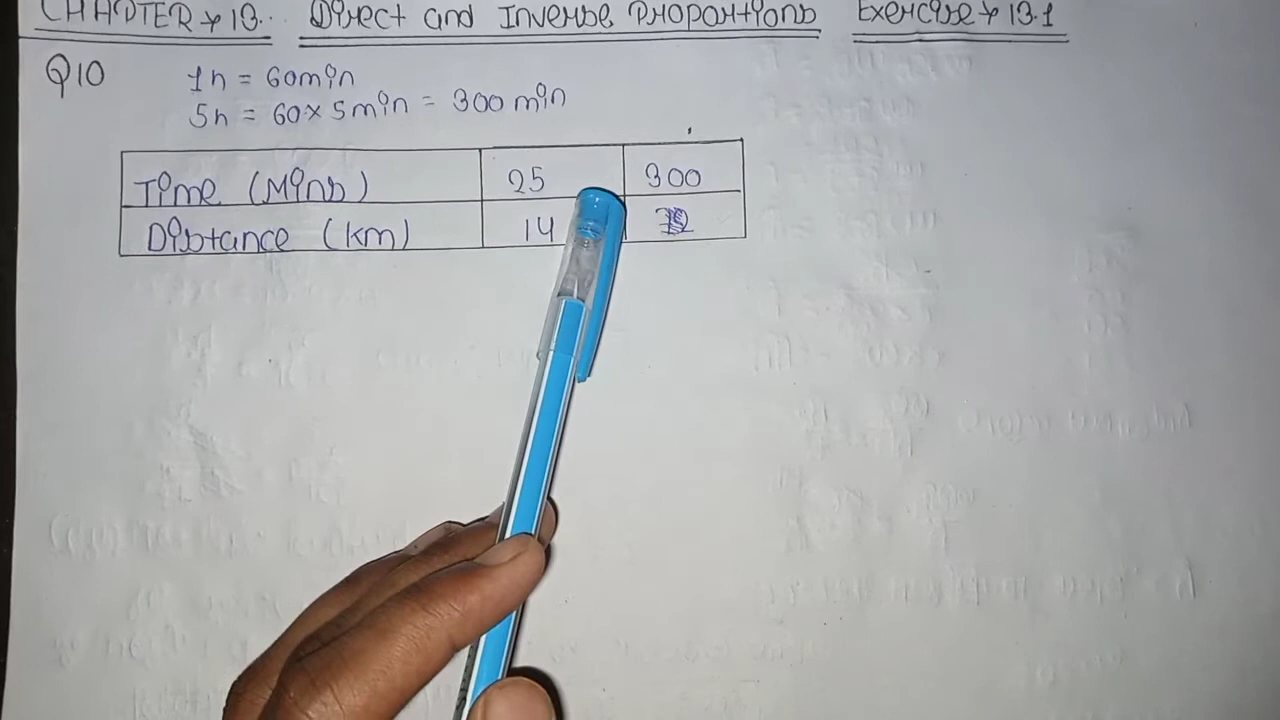 CHAPTER → 13.. Direct and Inverse Proportions Exercise → 13.1
Q10 1h = 60min
5h = 60 × 5min = 300 min
Time (Mins) 25 300
Distance (km) 14